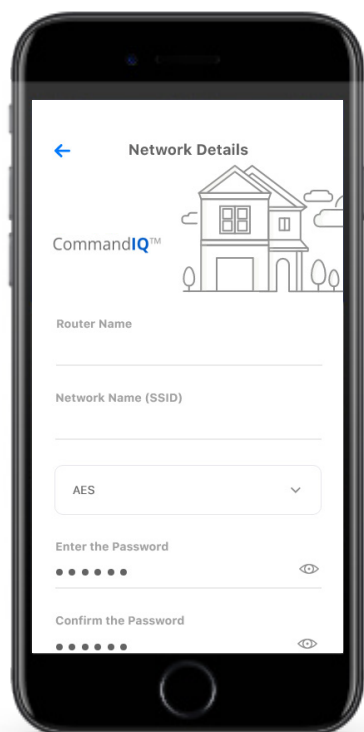 Network Details
CommandIQ™
Router Name
Network Name (SSID)
AES
Enter the Password
••••••
Confirm the Password
••••••